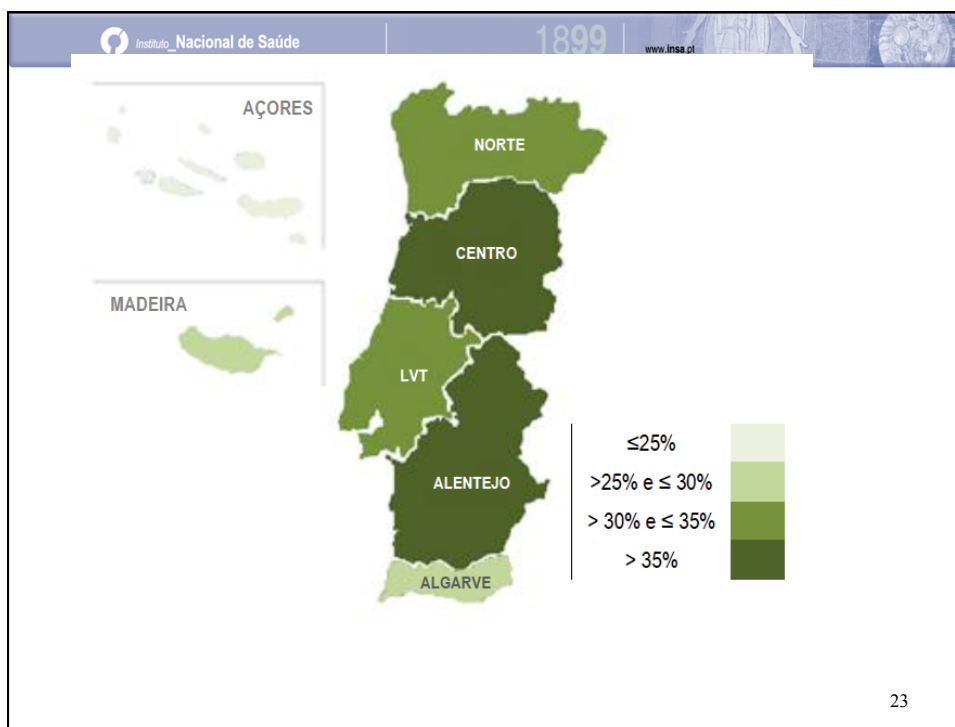 Instituto_Nacional de Saúde
1899
www.insa.pt
AÇORES
NORTE
CENTRO
MADEIRA
LVT
ALENTEJO
ALGARVE
≤25%
>25% e ≤ 30%
> 30% e ≤ 35%
> 35%
23